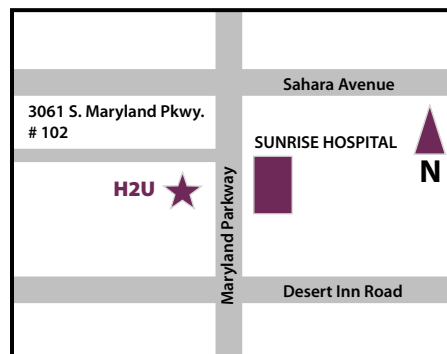 Sahara Avenue
3061 S. Maryland Pkwy.
# 102
SUNRISE HOSPITAL
N
H2U
Maryland Parkway
Desert Inn Road